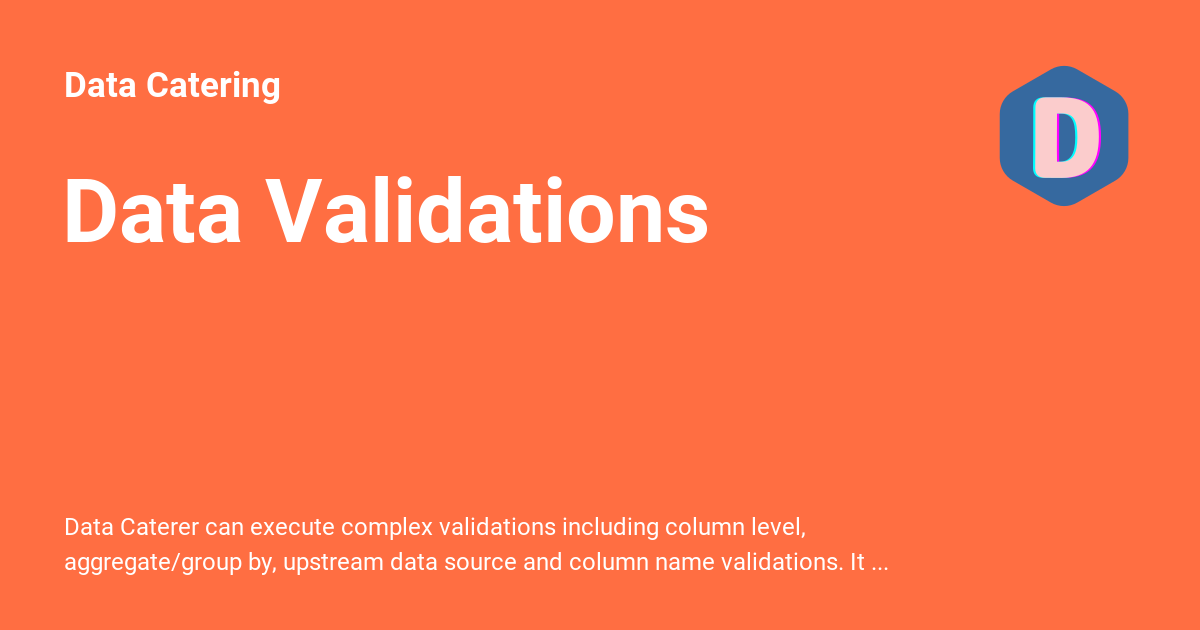 Data Catering
D
Data Validations
Data Caterer can execute complex validations including column level,
aggregate/group by, upstream data source and column name validations. It ...